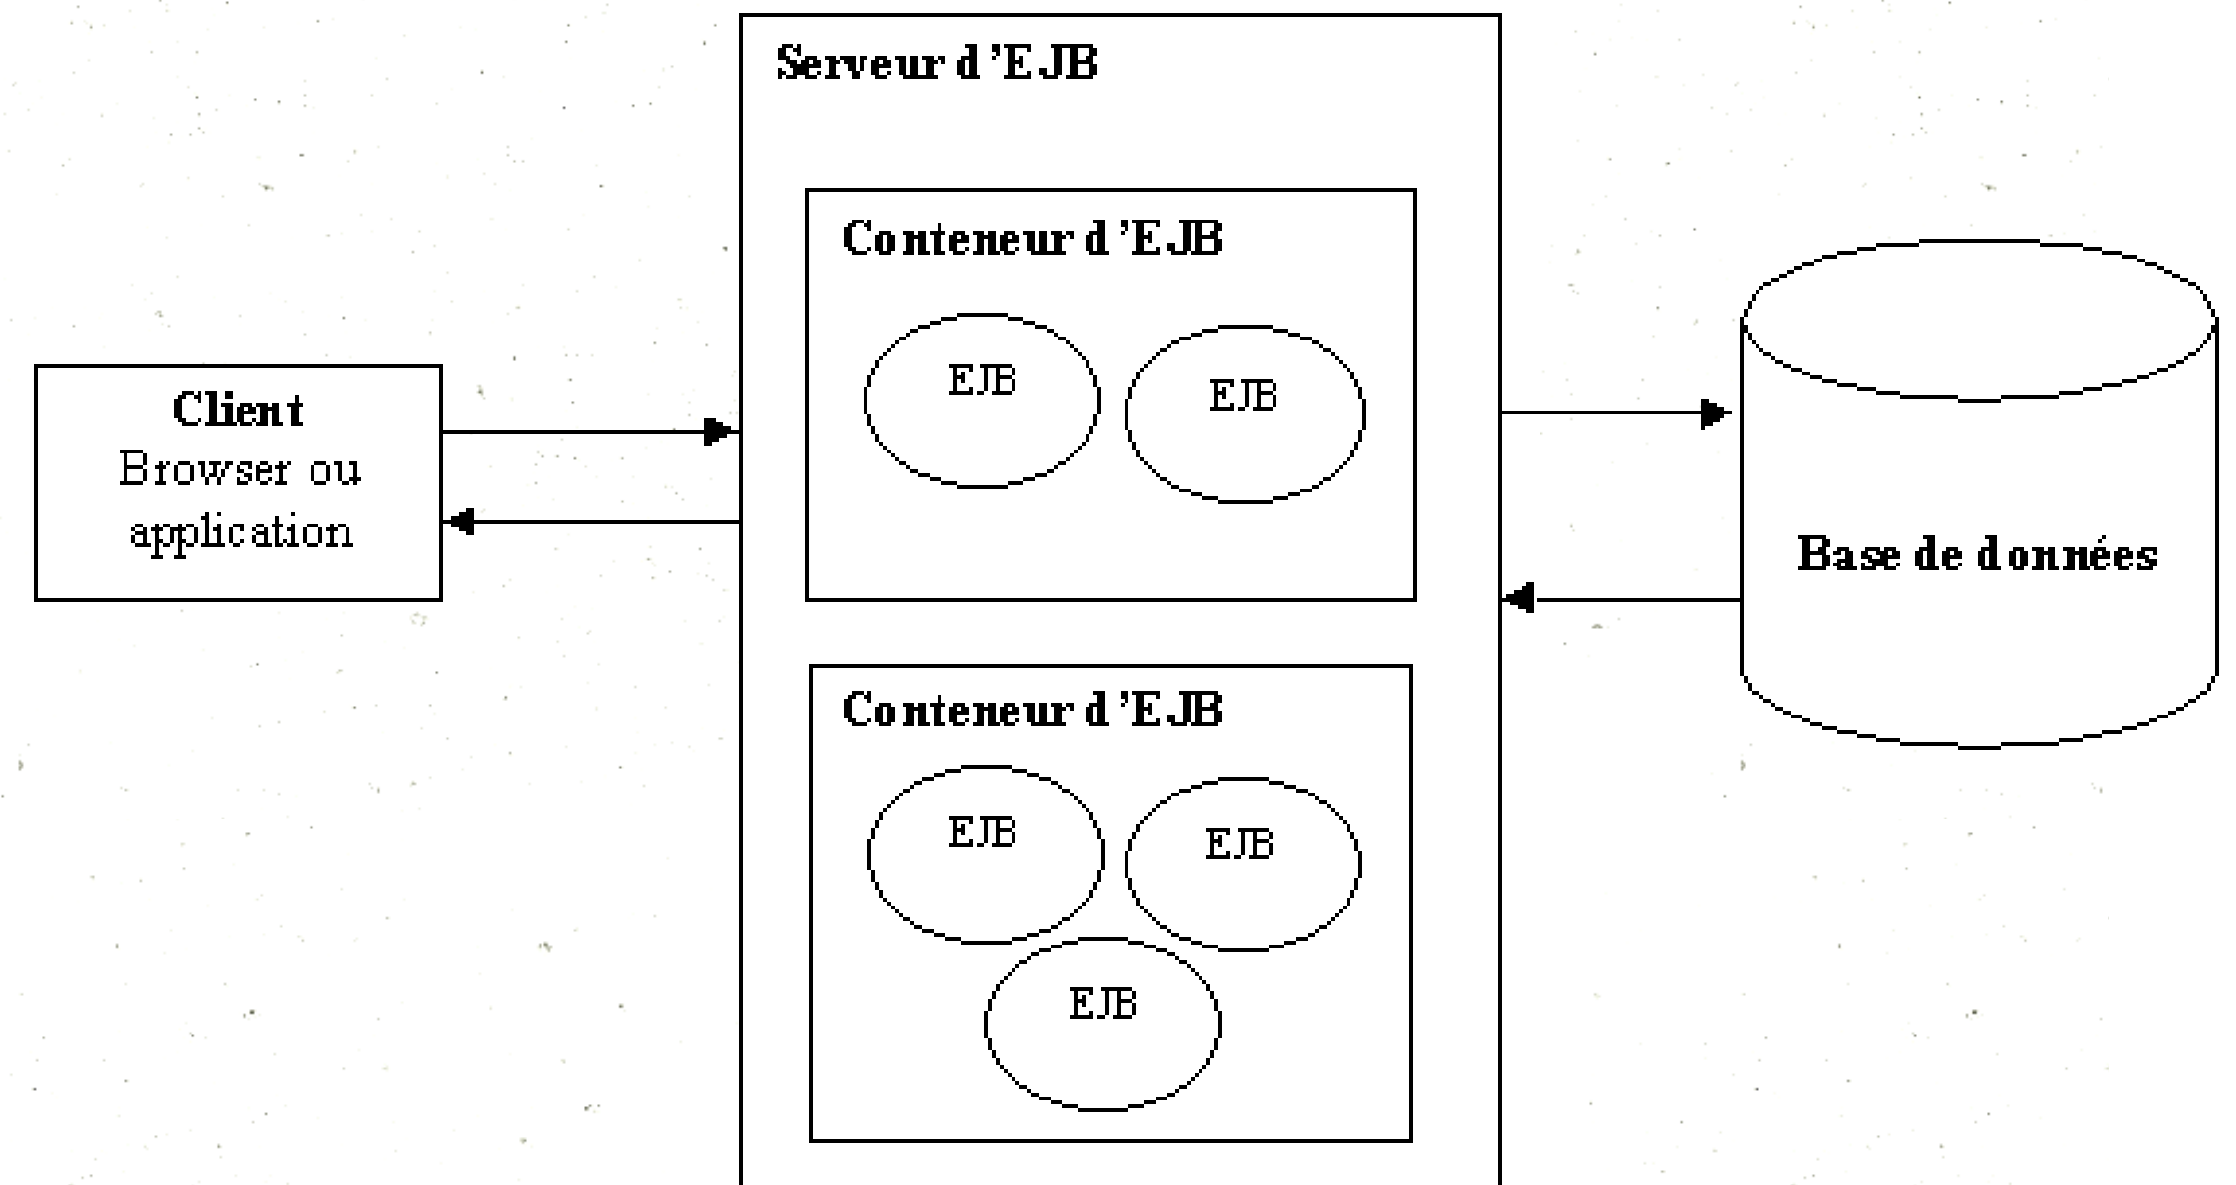 Serveur d'EJB
Conteneur d'EJB
EJB
EJB
Client
Browser ou
application
Base de données
Conteneur d'EJB
EJB
EJB
EJB